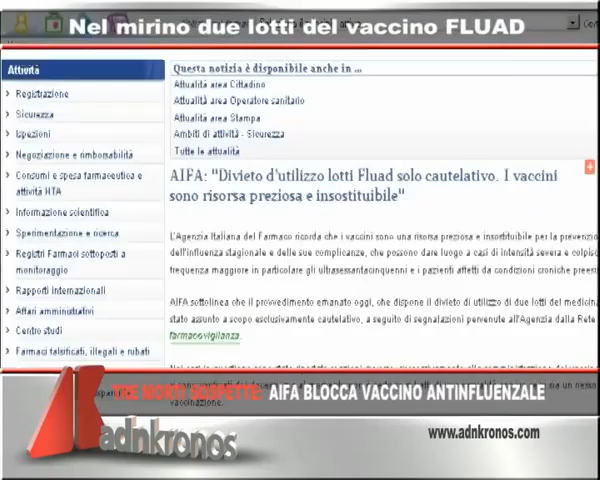 Nel mirino due lotti del vaccino FLUAD
Attività
Registrazione
Sicurezza
Ispezioni
Negoziazione e rimborsabilità
Consumi e spesa farmaceutica e
attività HTA
Informazione scientifica
Sperimentazione e ricerca
Registri Farmaci sottoposti a
monitoraggio
Rapporti internazionali
Affari amministrativi
Centro studi
Farmaci falsificati, illegali e rubati
Questa notizia è disponibile anche in ...
Attualità area Cittadino
Attualità area Operatore sanitario
Attualità area Stampa
Ambiti di attività - Sicurezza
Tutte le attualità
AIFA: "Divieto d'utilizzo lotti Fluad solo cautelativo. I vaccini
sono risorsa preziosa e insostituibile"
L'Agenzia Italiana del Farmaco ricorda che i vaccini sono una risorsa preziosa e insostituibile per la prevenzio
dell'influenza stagionale e delle sue complicanze, che possono dare luogo a casi di intensità severa e colpisc
frequenza maggiore in particolare gli ultrasessantacinquenni e i pazienti affetti da condizioni croniche preesi
AIFA sottolinea che il provvedimento emanato oggi, che dispone il divieto di utilizzo di due lotti del medicina
stato assunto a scopo esclusivamente cautelativo, a seguito di segnalazioni pervenute all'Agenzia dalla Rete
farmacovigilanza.
TRE MORTI SOSPETTE: AIFA BLOCCA VACCINO ANTINFLUENZALE
vaccinazione.
adnkronos
www.adnkronos.com